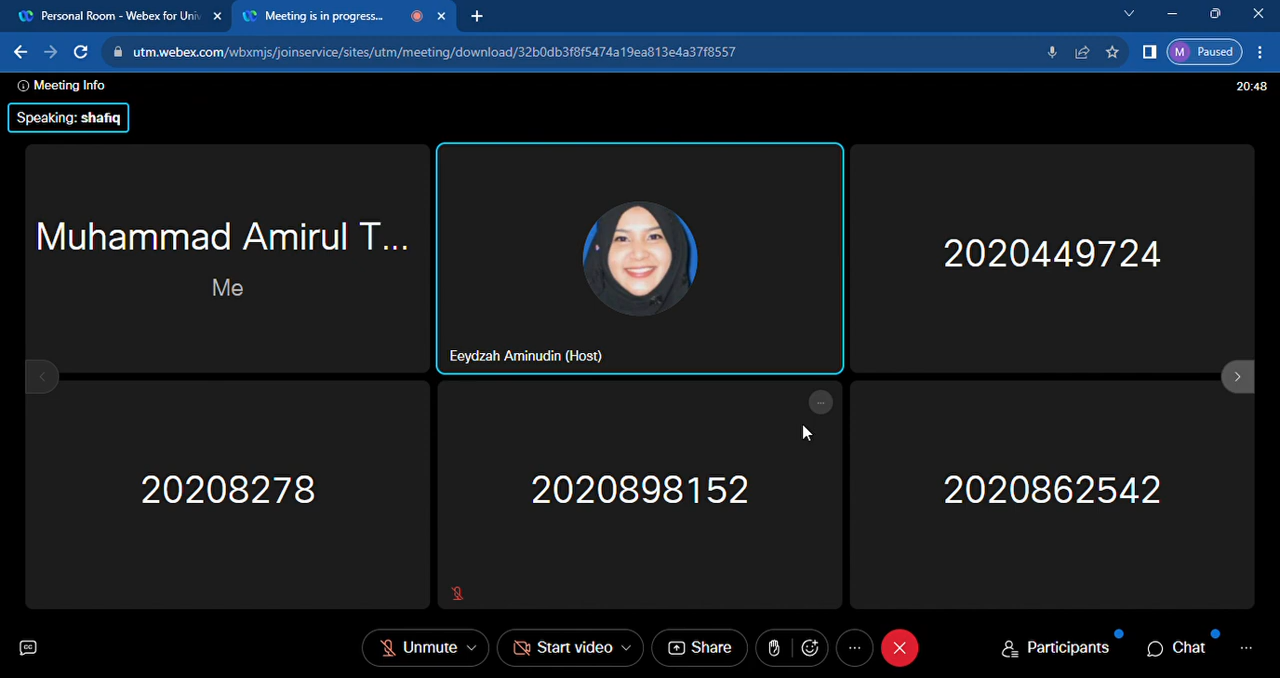 Personal Room - Webex for Univ
Meeting is in progress...
utm.webex.com/wbxmjs/joinservice/sites/utm/meeting/download/32b0db3f8f5474a19ea813e4a37f8557
M Paused
Meeting Info
20:48
Speaking: shafiq
Muhammad Amirul T...
Me
Eeydzah Aminudin (Host)
2020449724
20208278
2020898152
2020862542
CC
Unmute
Start video
Share
Participants
Chat